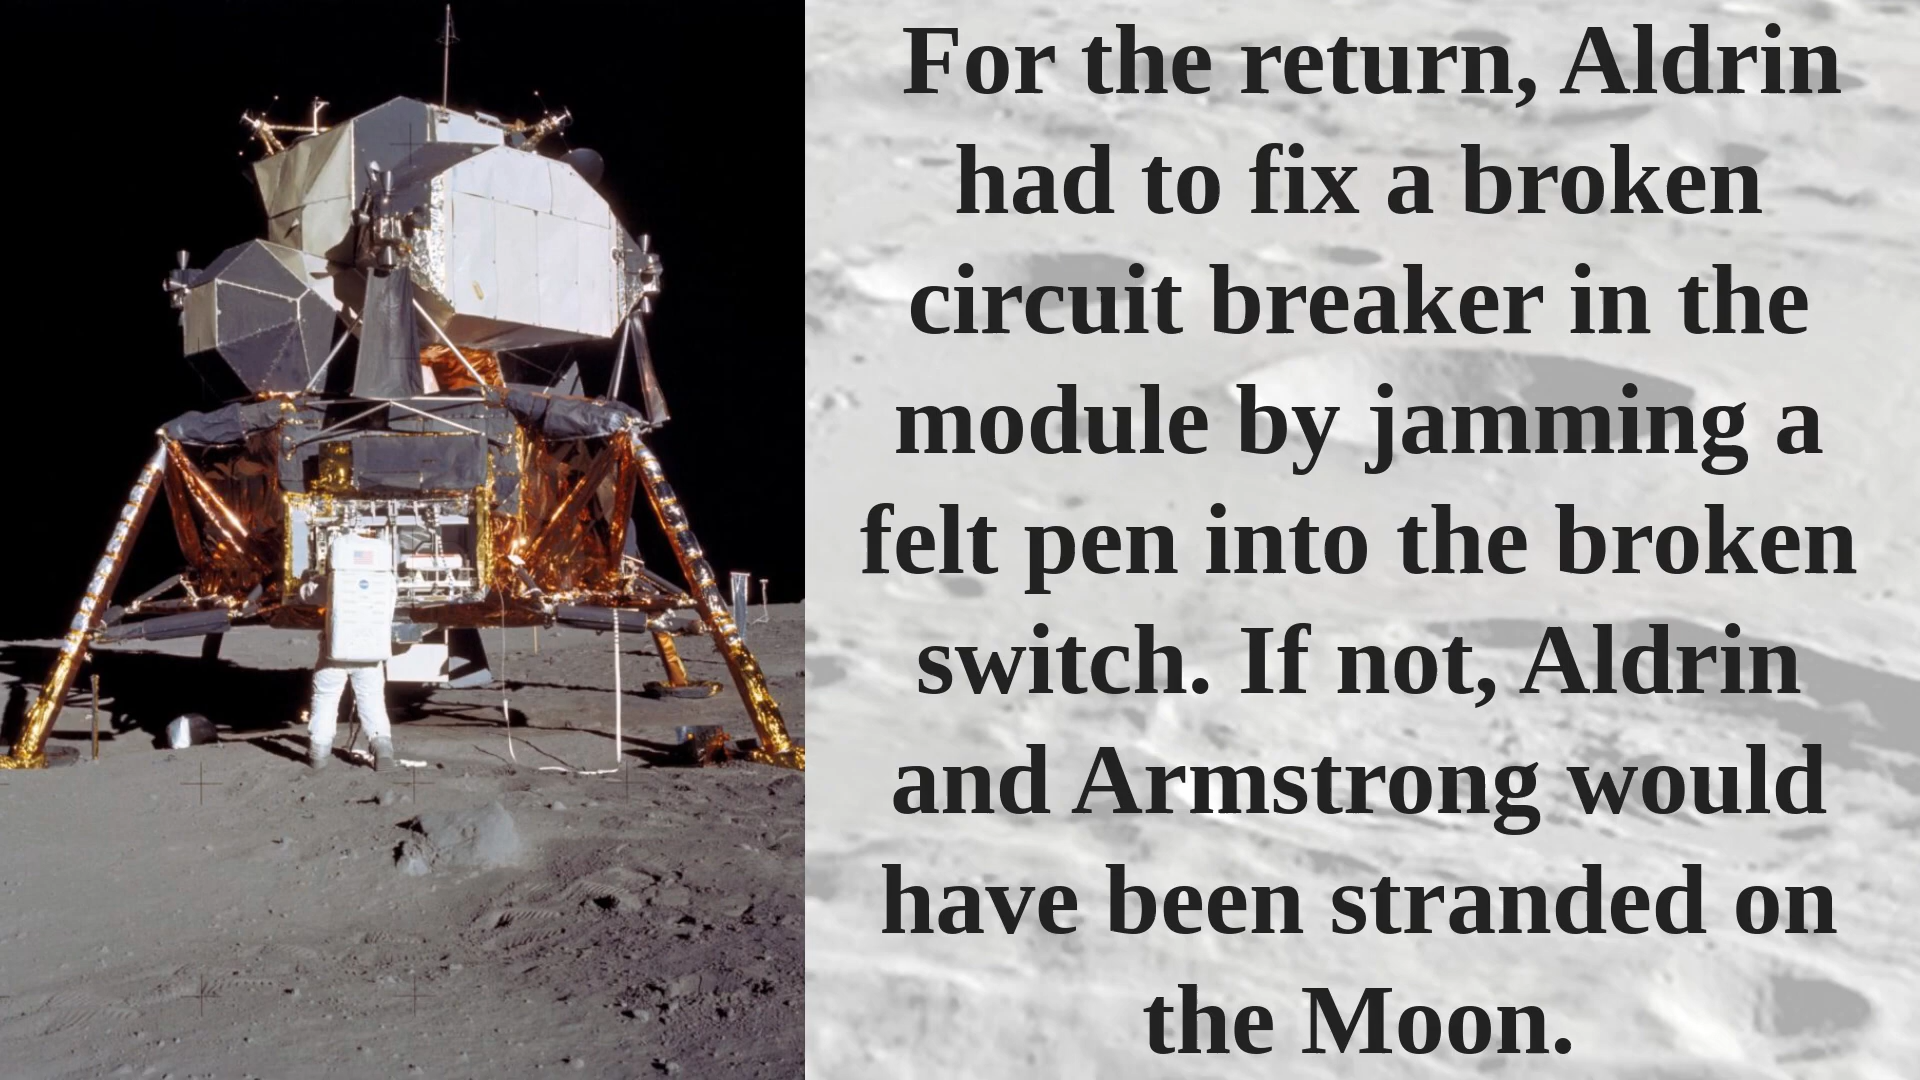 For the return, Aldrin
had to fix a broken
circuit breaker in the
module by jamming a
felt pen into the broken
switch. If not, Aldrin
and Armstrong would
have been stranded on
the Moon.